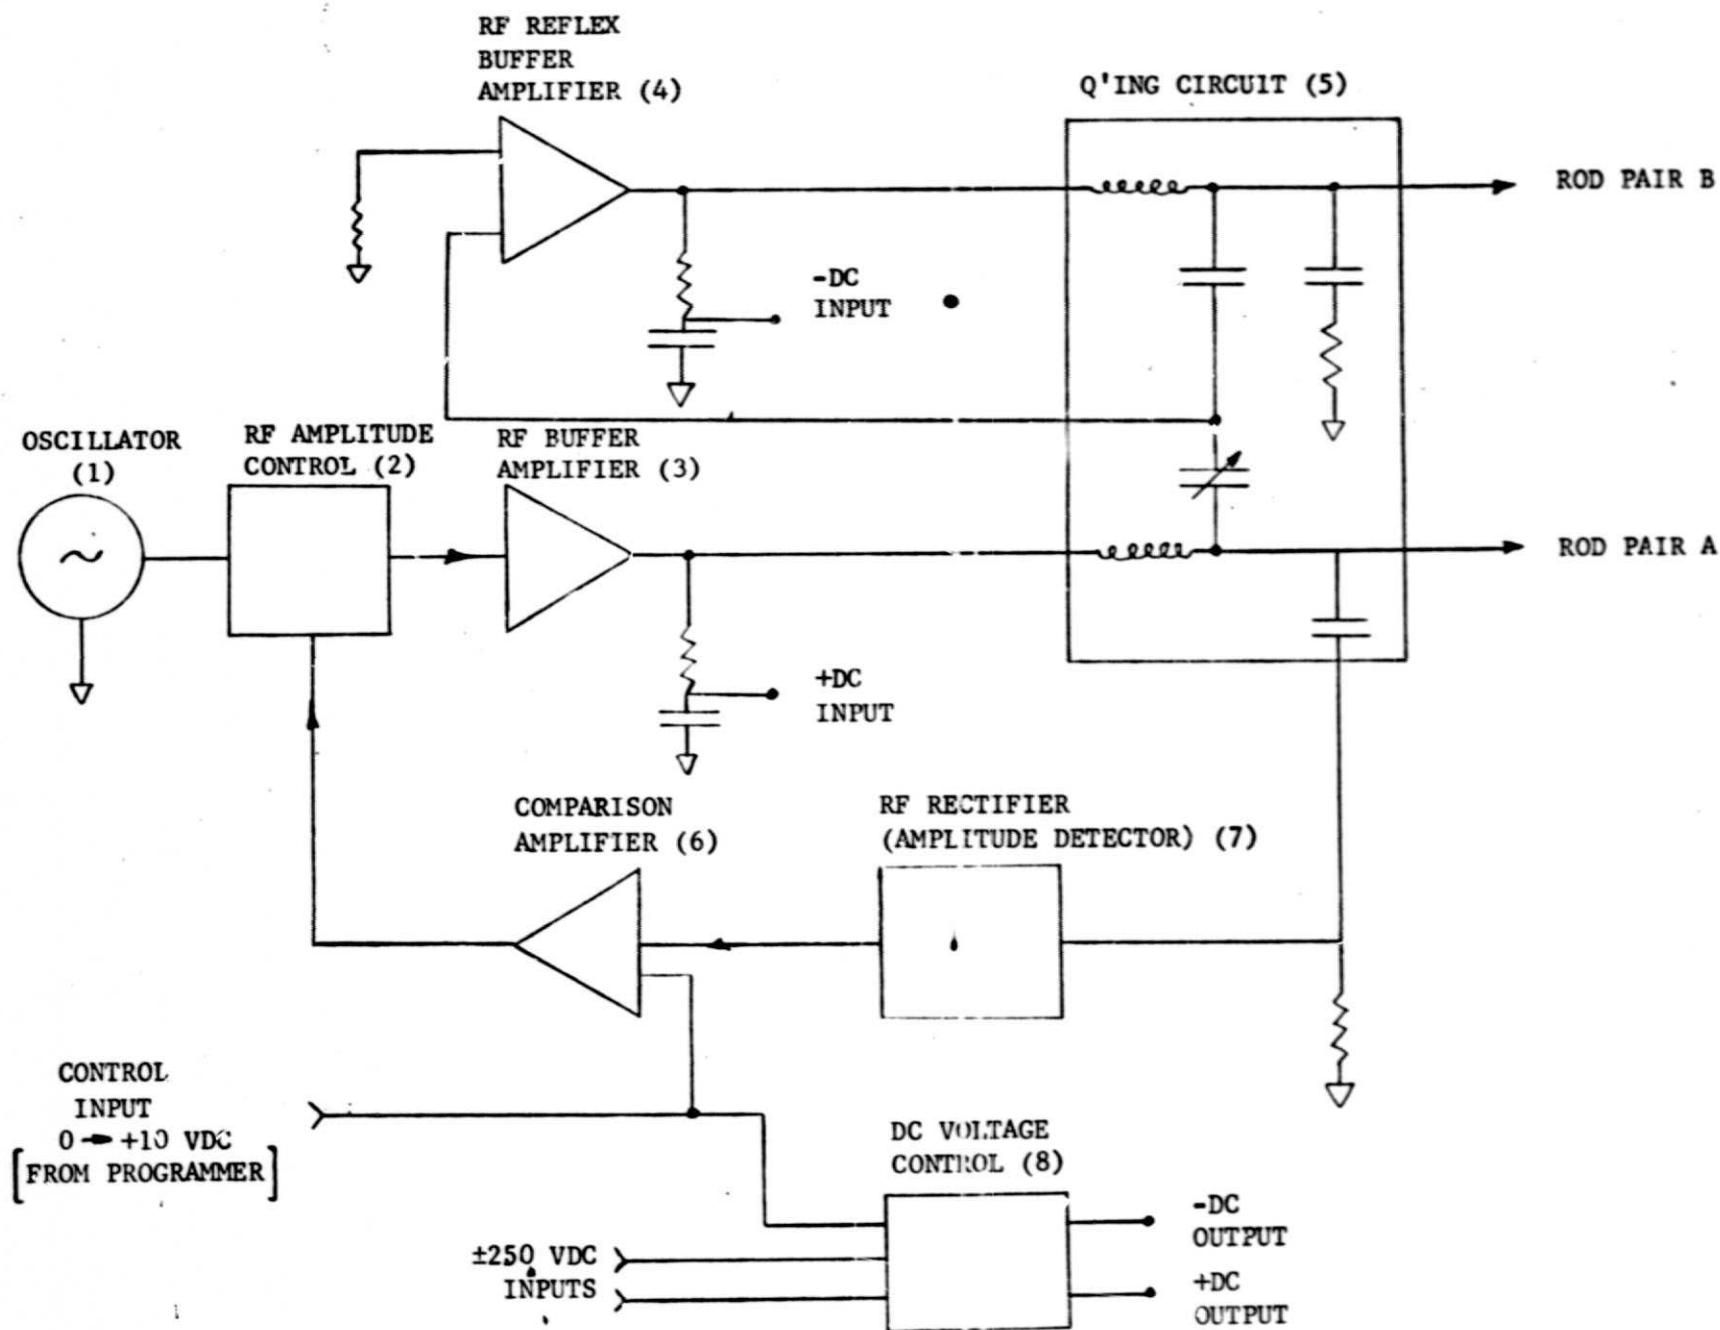 RF REFLEX
BUFFER
AMPLIFIER (4)
Q'ING CIRCUIT (5)
ROD PAIR B
-DC
INPUT
OSCILLATOR
(1)
RF AMPLITUDE
CONTROL (2)
RF BUFFER
AMPLIFIER (3)
ROD PAIR A
+DC
INPUT
COMPARISON
AMPLIFIER (6)
RF RECTIFIER
(AMPLITUDE DETECTOR) (7)
CONTROL
INPUT
0 → +10 VDC
[FROM PROGRAMMER]
DC VOLTAGE
CONTROL (8)
±250 VDC
INPUTS
-DC
OUTPUT
+DC
OUTPUT